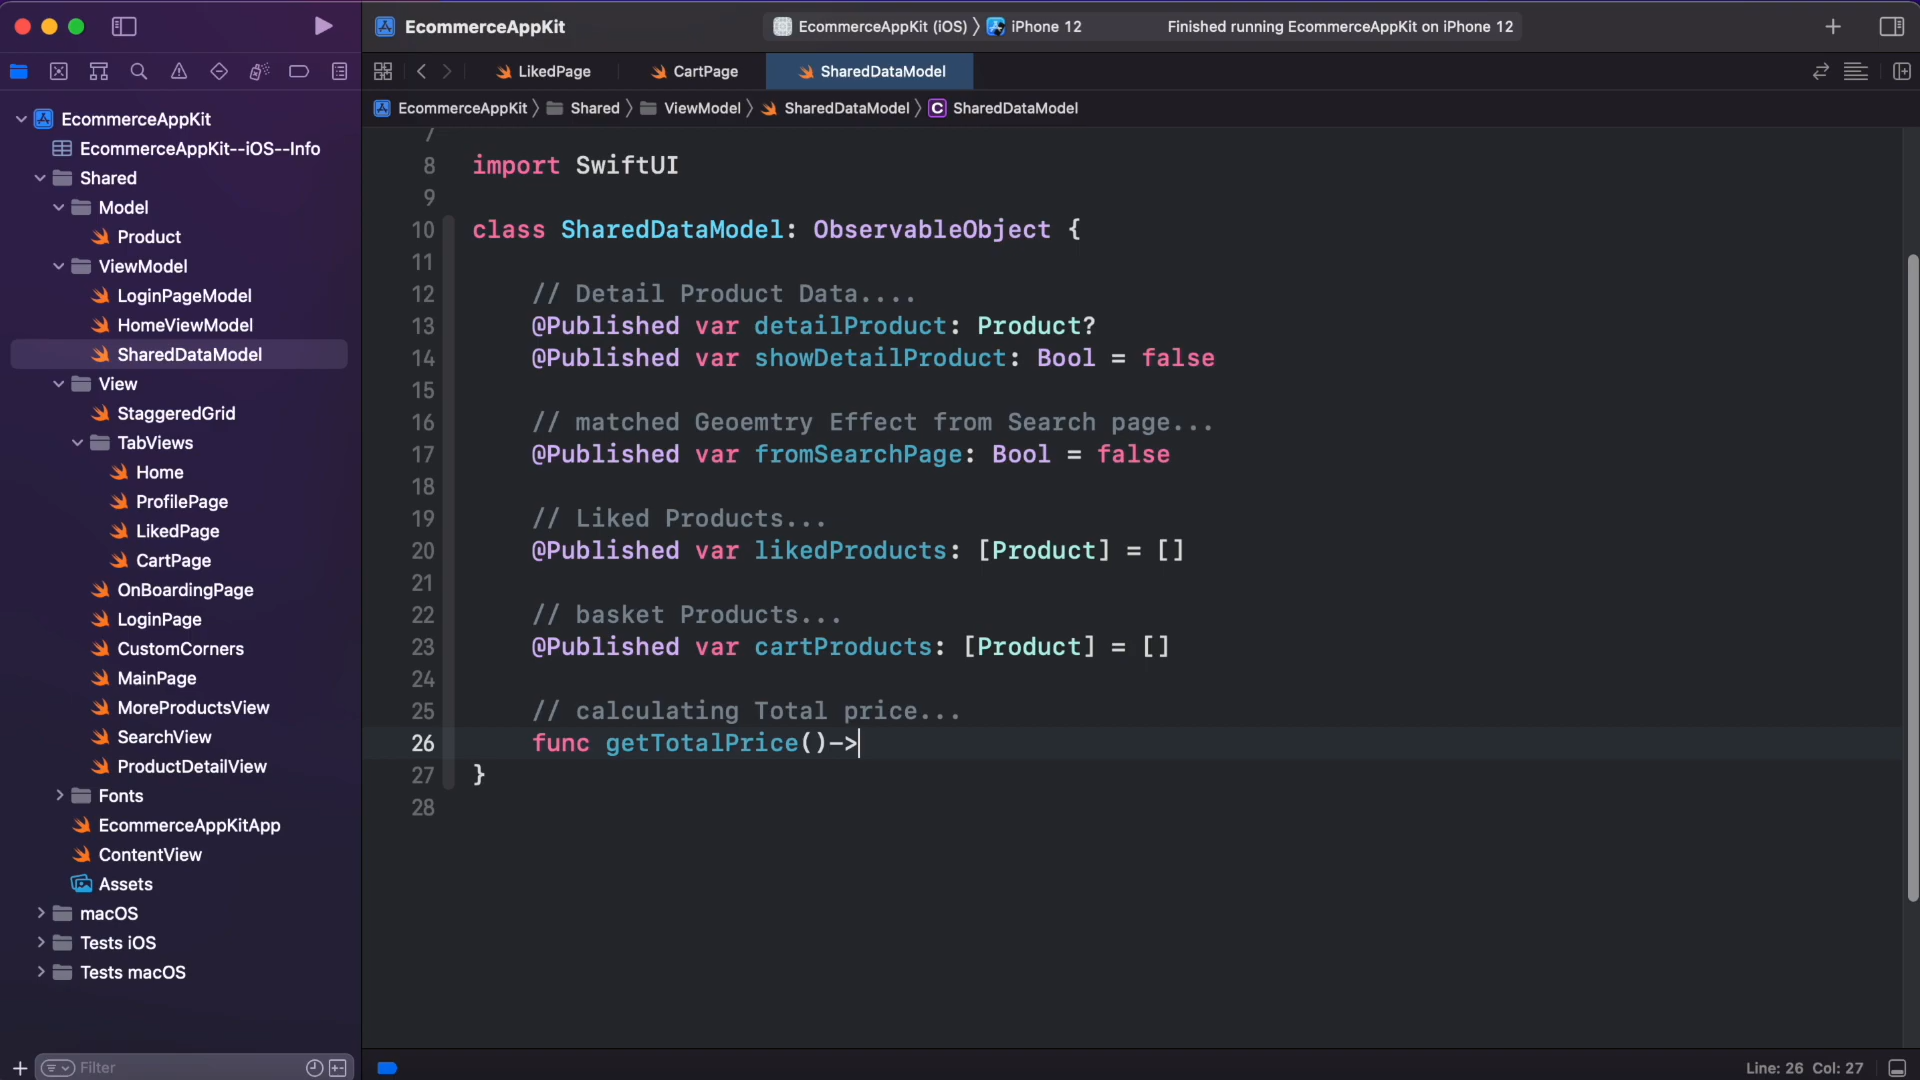 EcommerceAppKit
EcommerceAppKit (iOS) 〉 iPhone 12
Finished running EcommerceAppKit on iPhone 12
LikedPage
CartPage
SharedDataModel
EcommerceAppKit 〉 Shared 〉 ViewModel 〉 SharedDataModel 〉 C SharedDataModel
EcommerceAppKit
EcommerceAppKit--iOS--Info
Shared
Model
Product
ViewModel
LoginPageModel
HomeViewModel
SharedDataModel
View
StaggeredGrid
TabViews
Home
ProfilePage
LikedPage
CartPage
OnBoardingPage
LoginPage
CustomCorners
MainPage
MoreProductsView
SearchView
ProductDetailView
Fonts
EcommerceAppKitApp
ContentView
Assets
macOS
Tests iOS
Tests macOS
Filter
7
8 import SwiftUI
9
10 class SharedDataModel: ObservableObject {
11
12 // Detail Product Data....
13 @Published var detailProduct: Product?
14 @Published var showDetailProduct: Bool = false
15
16 // matched Geoemtry Effect from Search page...
17 @Published var fromSearchPage: Bool = false
18
19 // Liked Products...
20 @Published var likedProducts: [Product] = []
21
22 // basket Products...
23 @Published var cartProducts: [Product] = []
24
25 // calculating Total price...
26 func getTotalPrice()->
27 }
28
Line: 26 Col: 27